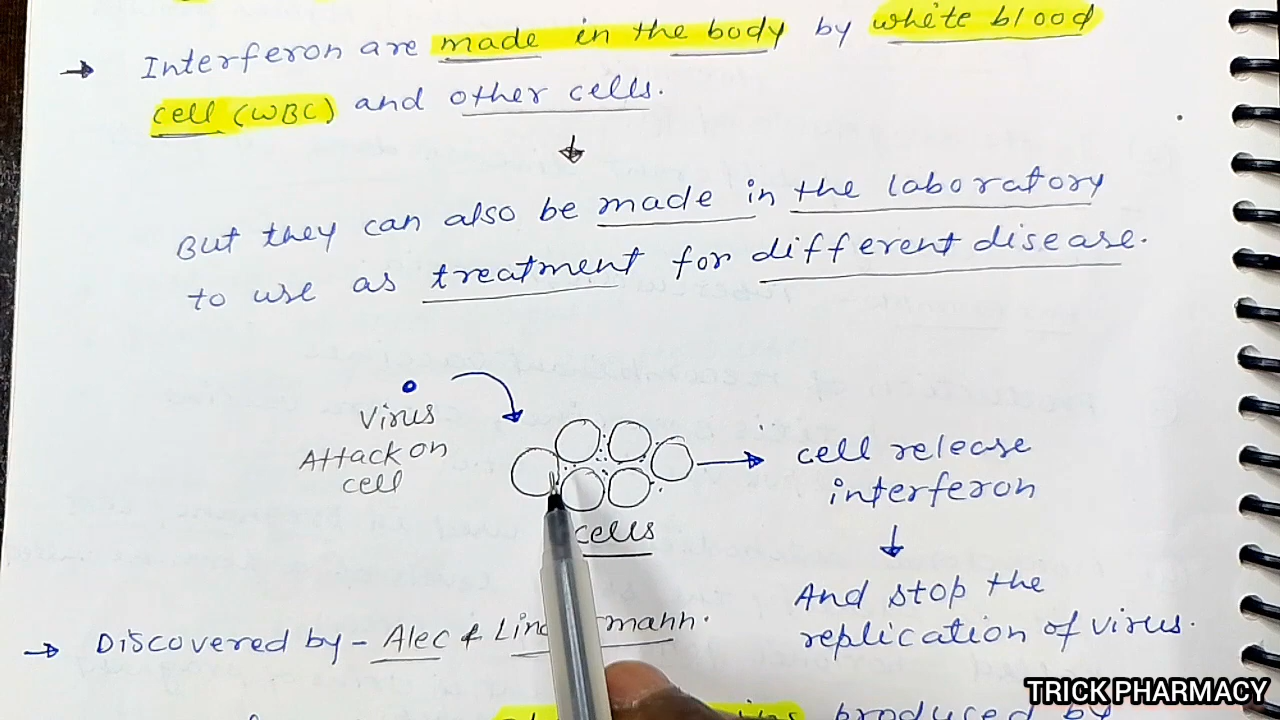 → Interferon are made in the body by white blood
cell (WBC) and other cells.
↓
But they can also be made in the laboratory
to use as treatment for different disease.
Virus
Attack on
cell
cells
→ cell release
interferon
↓
And stop the
replication of virus.
→ Discovered by - Alec &
produced by
TRICK PHARMACY